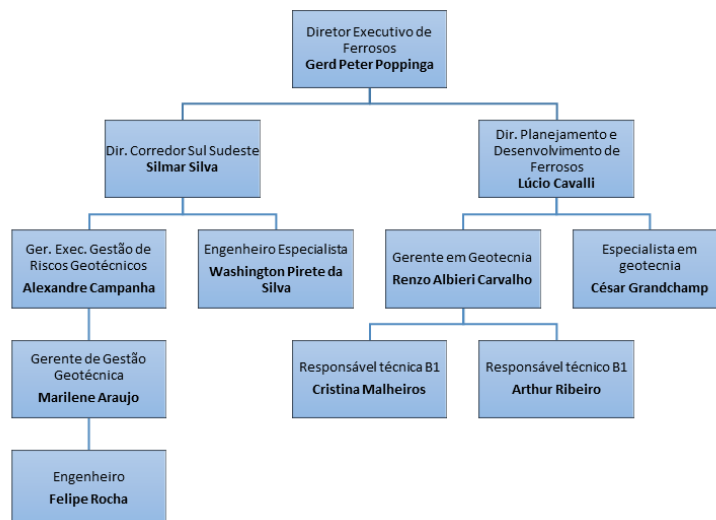 Diretor Executivo de
Ferrosos
Gerd Peter Poppinga
Dir. Corredor Sul Sudeste
Silmar Silva
Dir. Planejamento e
Desenvolvimento de
Ferrosos
Lúcio Cavalli
Ger. Exec. Gestão de
Riscos Geotécnicos
Alexandre Campanha
Engenheiro Especialista
Washington Pirete da
Silva
Gerente em Geotecnia
Renzo Albieri Carvalho
Especialista em
geotecnia
César Grandchamp
Gerente de Gestão
Geotécnica
Marilene Araujo
Responsável técnica B1
Cristina Malheiros
Responsável técnico B1
Arthur Ribeiro
Engenheiro
Felipe Rocha